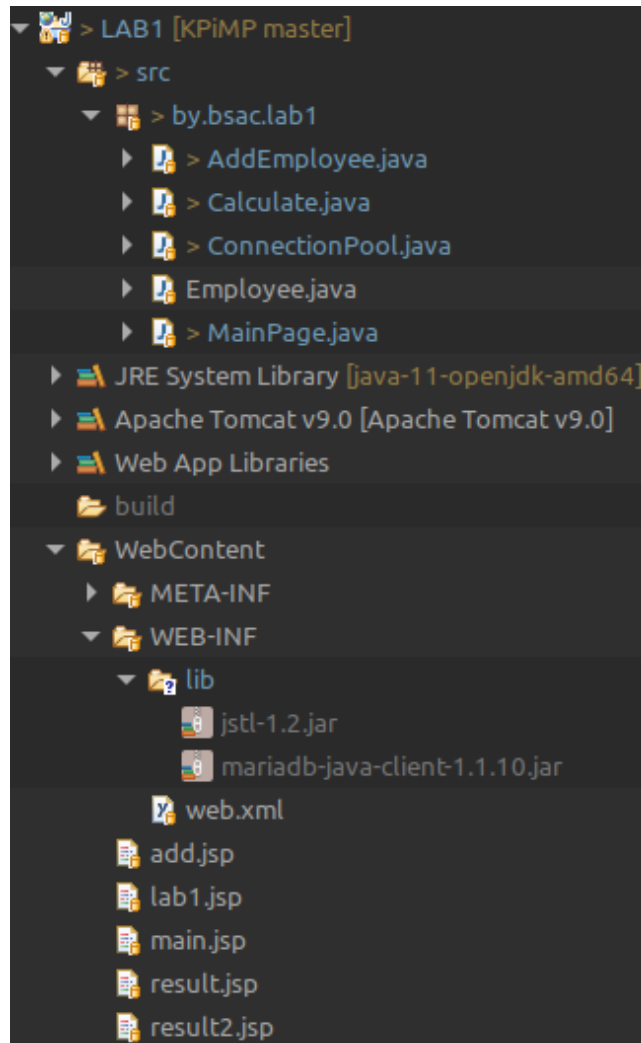 > LAB1 [KPiMP master]
> src
> by.bsac.lab1
> AddEmployee.java
> Calculate.java
> ConnectionPool.java
Employee.java
> MainPage.java
JRE System Library [java-11-openjdk-amd64]
Apache Tomcat v9.0 [Apache Tomcat v9.0]
Web App Libraries
build
WebContent
META-INF
WEB-INF
lib
jstl-1.2.jar
mariadb-java-client-1.1.10.jar
web.xml
add.jsp
lab1.jsp
main.jsp
result.jsp
result2.jsp